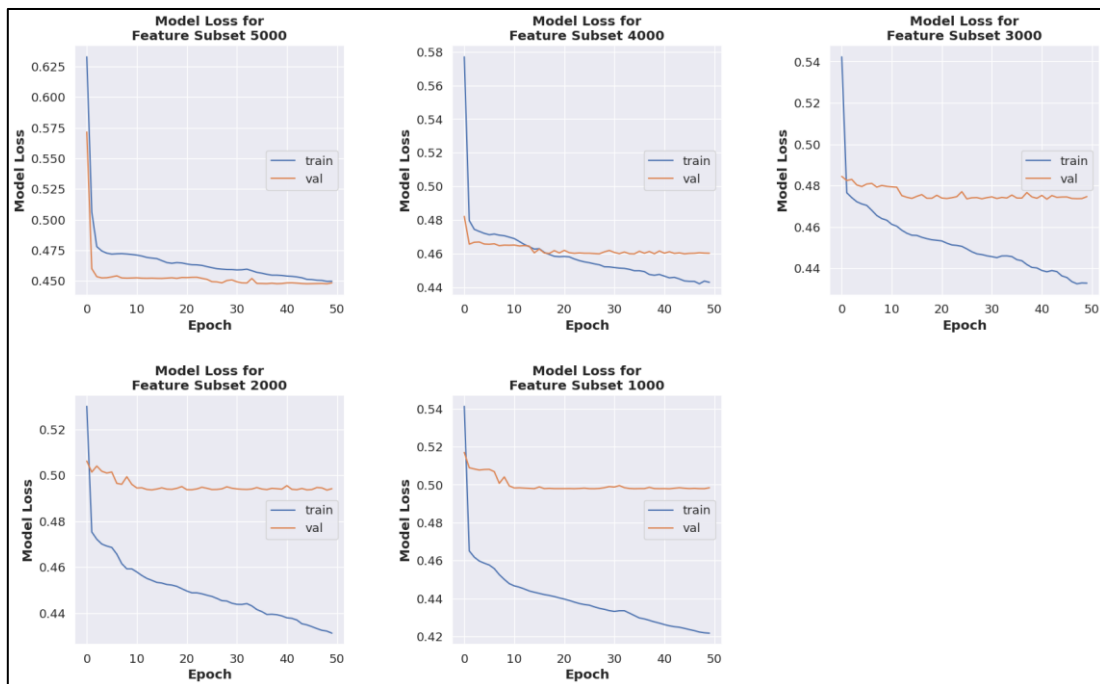 Model Loss for
Feature Subset 5000
0.625
0.600
0.575
0.550
0.525
0.500
0.475
0.450
Model Loss
train
val
0
10
20
30
40
50
Epoch
Model Loss for
Feature Subset 4000
0.58
0.56
0.54
0.52
0.50
0.48
0.46
0.44
Model Loss
train
val
0
10
20
30
40
50
Epoch
Model Loss for
Feature Subset 3000
0.54
0.52
0.50
0.48
0.46
0.44
Model Loss
train
val
0
10
20
30
40
50
Epoch
Model Loss for
Feature Subset 2000
0.52
0.50
0.48
0.46
0.44
Model Loss
train
val
0
10
20
30
40
50
Epoch
Model Loss for
Feature Subset 1000
0.54
0.52
0.50
0.48
0.46
0.44
0.42
Model Loss
train
val
0
10
20
30
40
50
Epoch